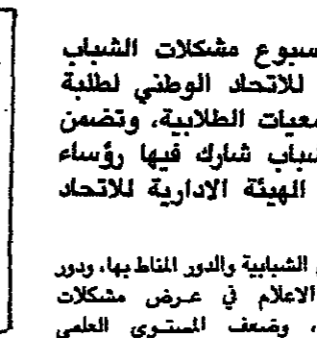 سبوع مشكلات الشباب
للاتحاد الوطني لطلبة
معيات الطلابية، وتضمن
شباب شارك فيها رؤساء
الهيئة الادارية للاتحاد
الشبابية والدور المناط بها، ودور
الاعلام في عرض مشكلات
، وضعف المستوى العلمي